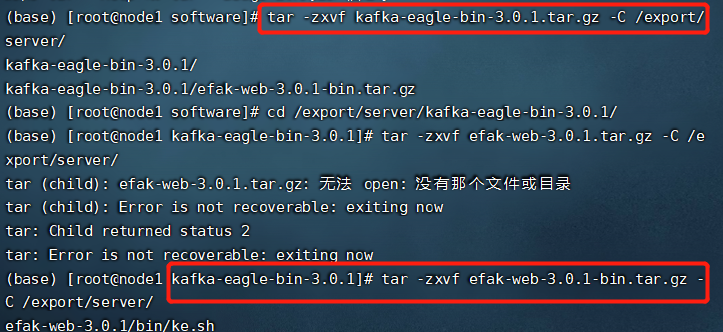 (base) [root@node1 software]# tar -zxvf kafka-eagle-bin-3.0.1.tar.gz -C /export/
server/
kafka-eagle-bin-3.0.1/
kafka-eagle-bin-3.0.1/efak-web-3.0.1-bin.tar.gz
(base) [root@node1 software]# cd /export/server/kafka-eagle-bin-3.0.1/
(base) [root@node1 kafka-eagle-bin-3.0.1]# tar -zxvf efak-web-3.0.1.tar.gz -C /e
xport/server/
tar (child): efak-web-3.0.1.tar.gz: 无法 open: 没有那个文件或目录
tar (child): Error is not recoverable: exiting now
tar: Child returned status 2
tar: Error is not recoverable: exiting now
(base) [root@node1 kafka-eagle-bin-3.0.1]# tar -zxvf efak-web-3.0.1-bin.tar.gz -
C /export/server/
efak-web-3.0.1/bin/ke.sh